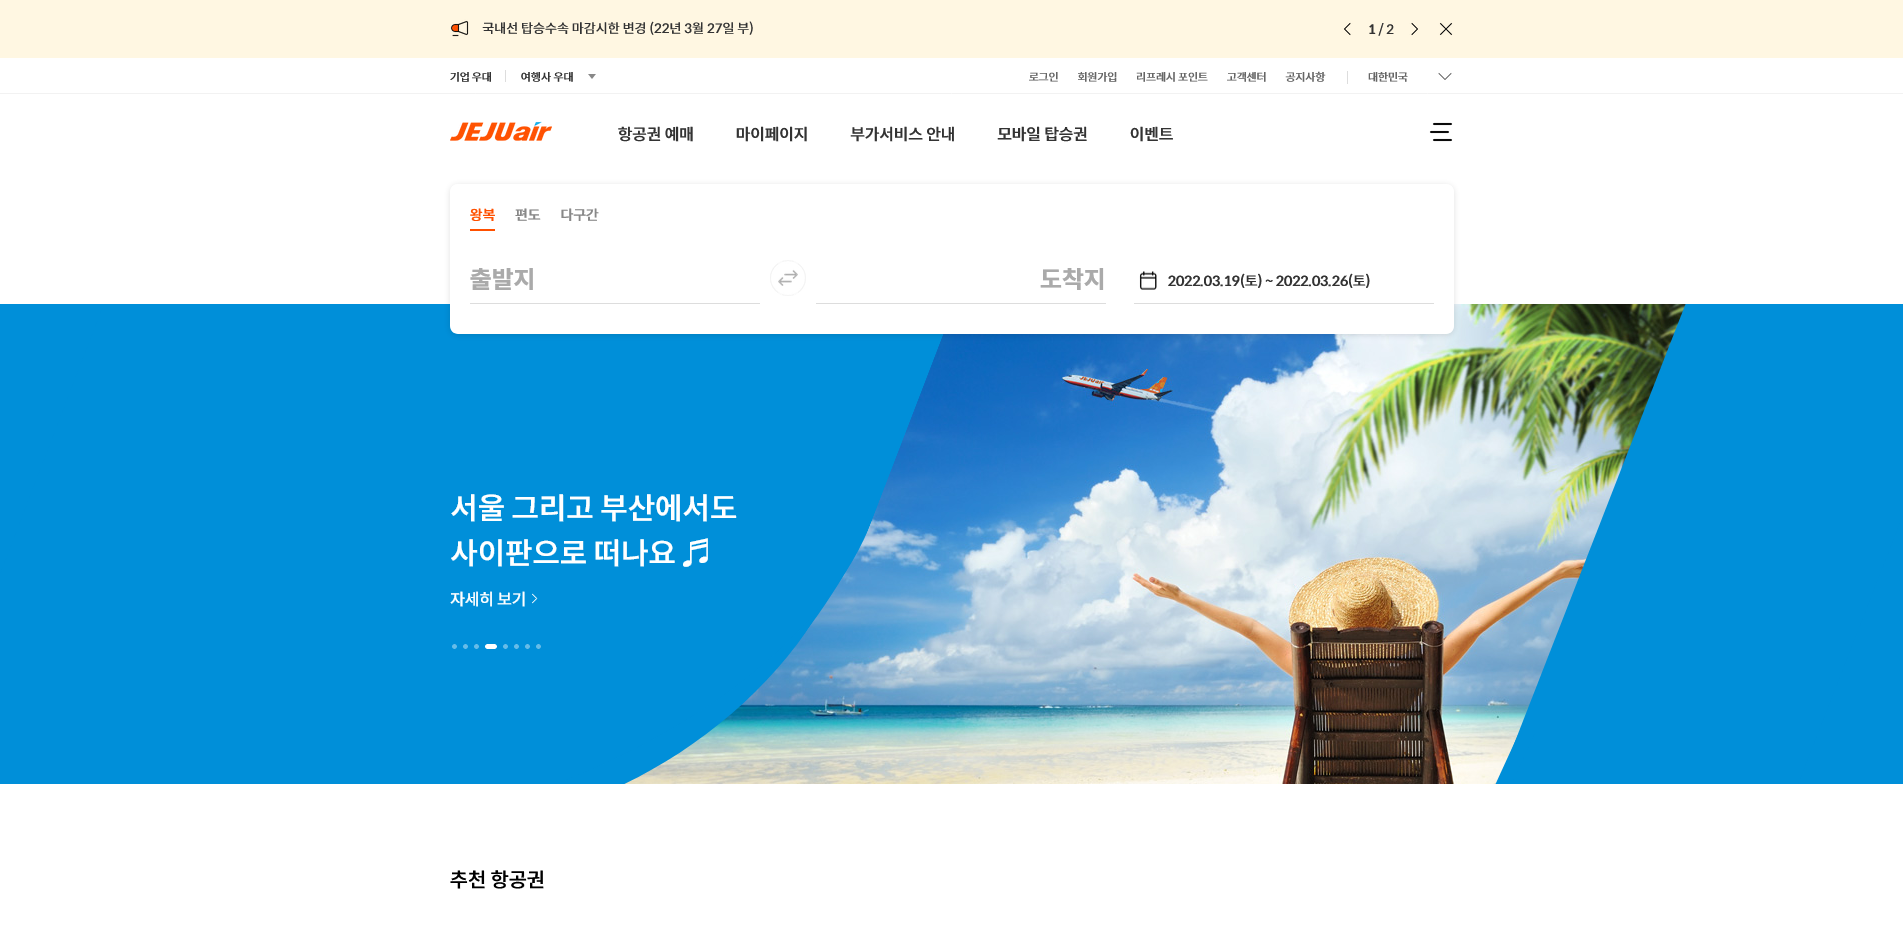 국내선 탑승수속 마감시한 변경 (22년 3월 27일 부)
1 / 2
기업 우대
여행사 우대
로그인
회원가입
리프레시 포인트
고객센터
공지사항
대한민국
JEJUair
항공권 예매
마이페이지
부가서비스 안내
모바일 탑승권
이벤트
왕복
편도
다구간
출발지
도착지
2022.03.19(토) ~ 2022.03.26(토)
서울 그리고 부산에서도
사이판으로 떠나요 🎵
자세히 보기 >
추천 항공권